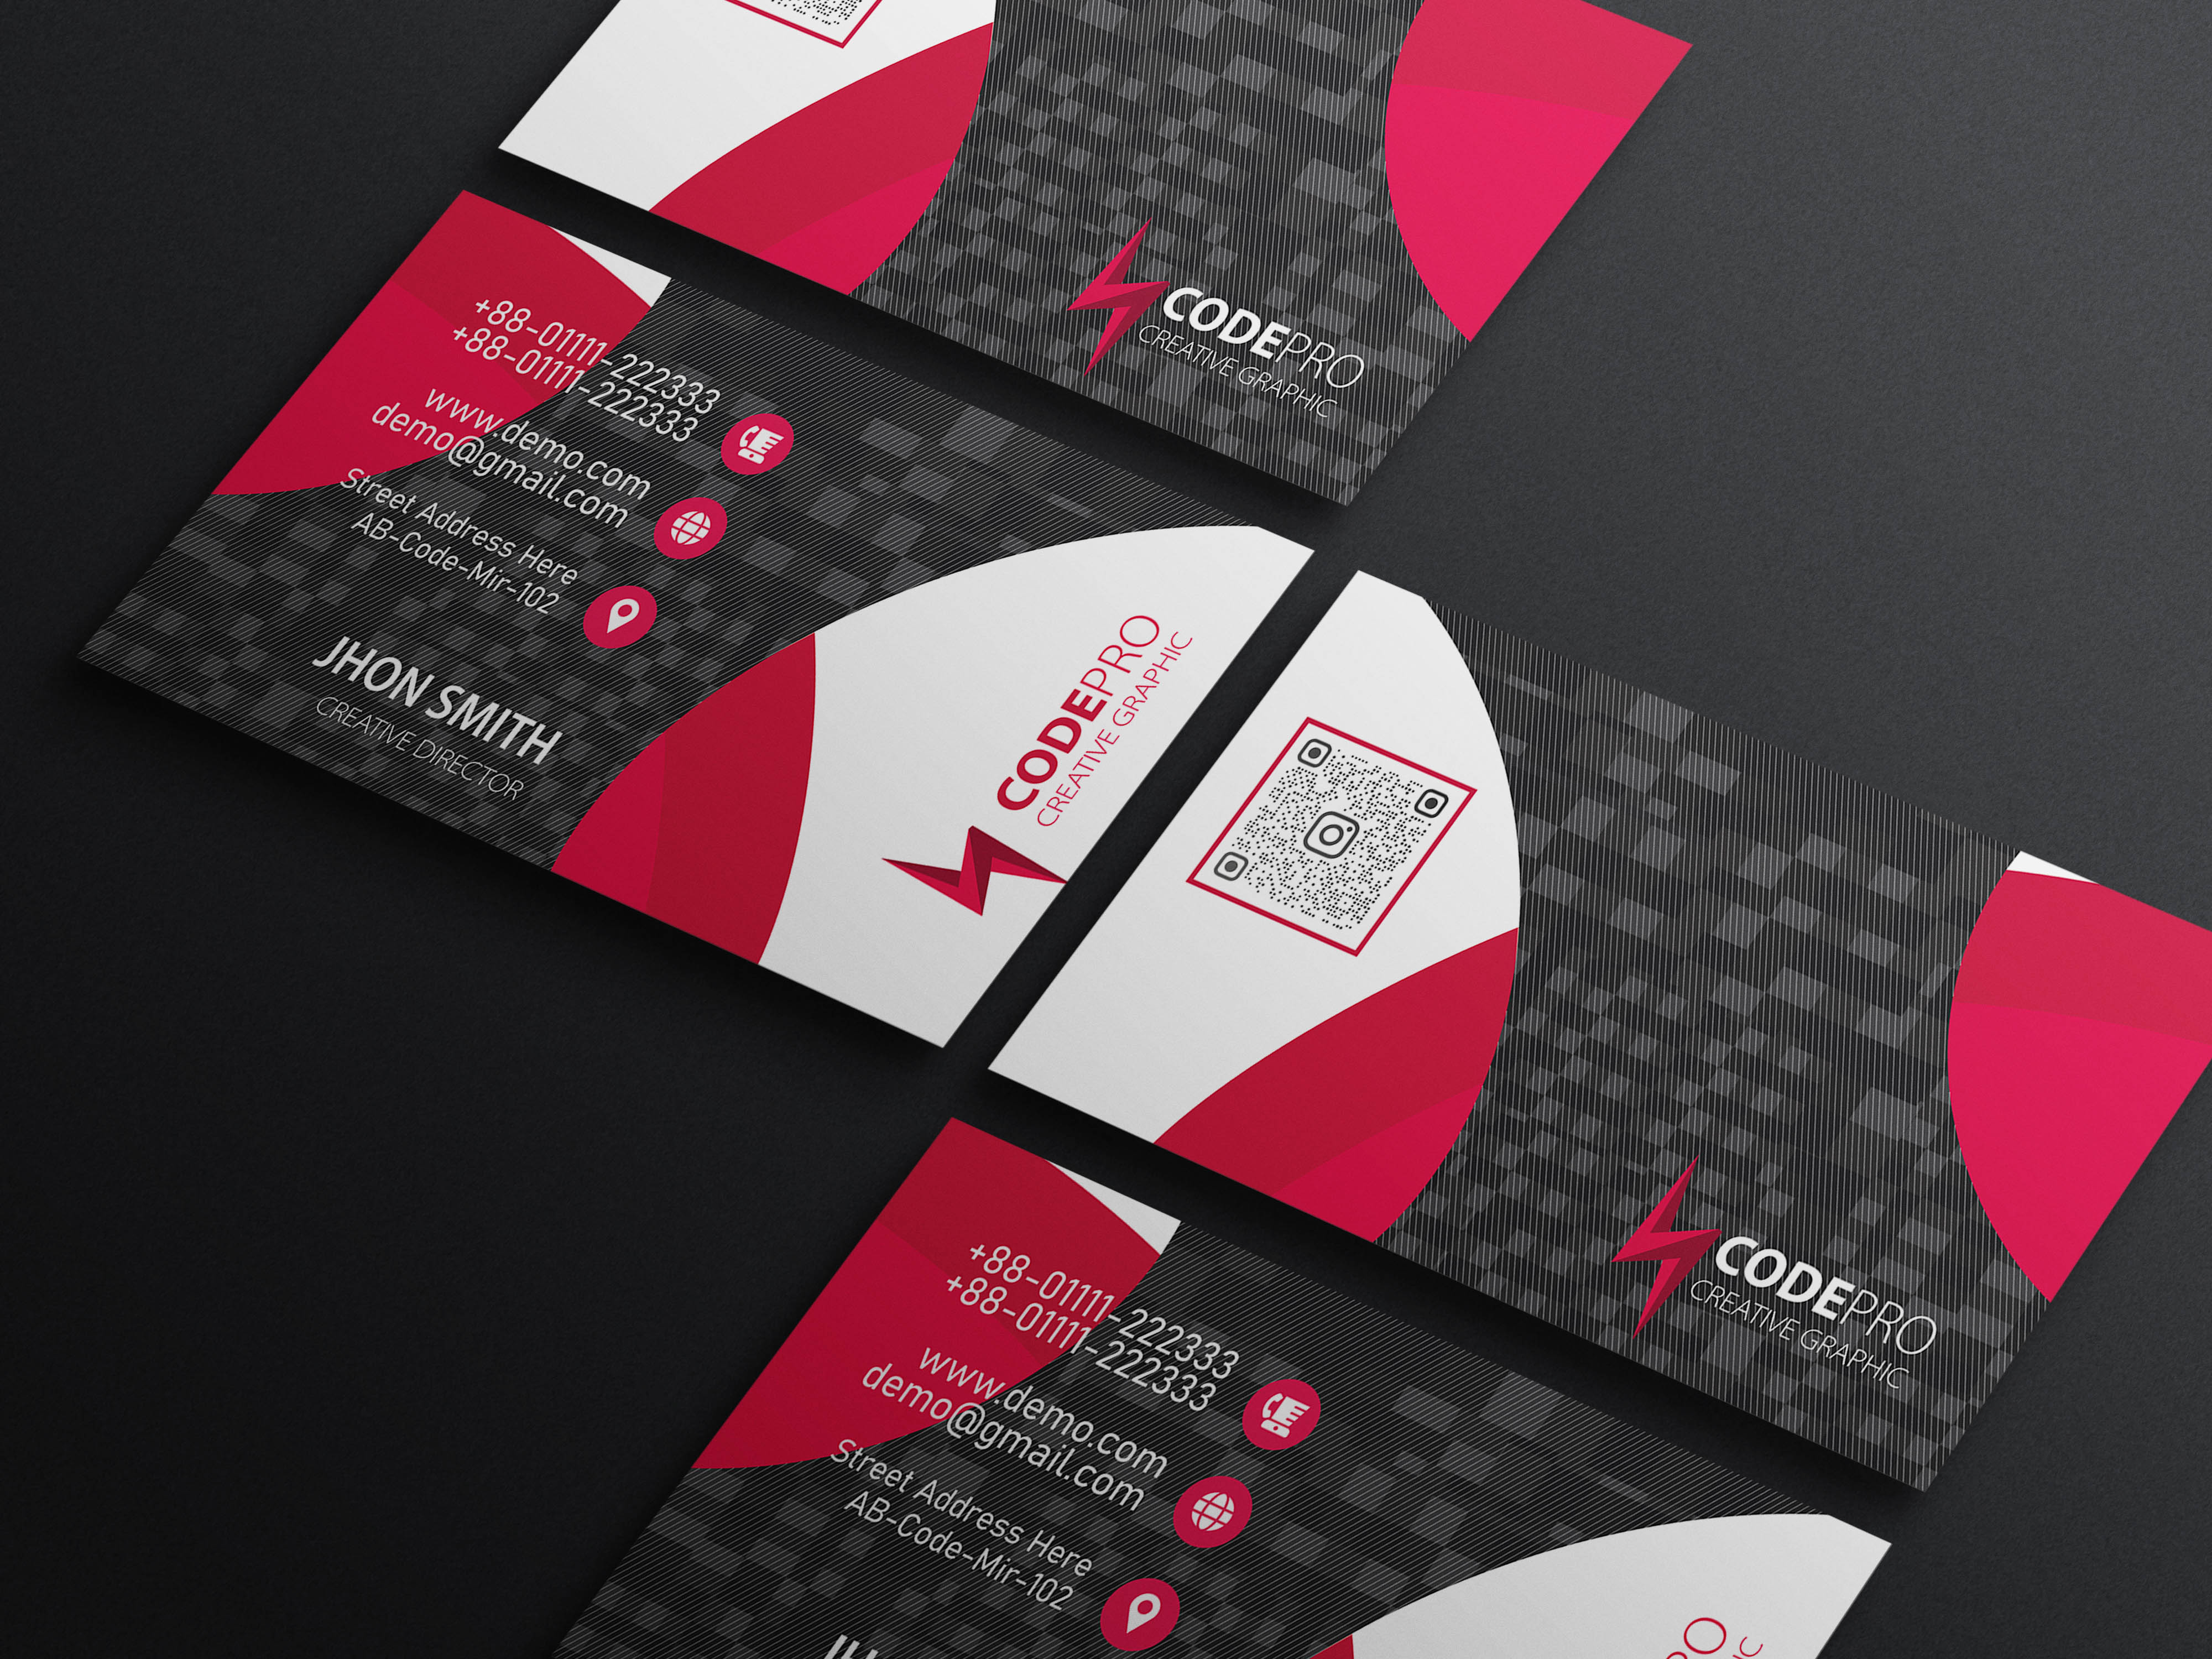 CODEPRO
CREATIVE GRAPHIC
+88-01111-222333
+88-01111-222333
www.demo.com
demo@gmail.com
Street Address Here
AB-Code-Mir-102
JHON SMITH
CREATIVE DIRECTOR
CODEPRO
CREATIVE GRAPHIC
CODEPRO
CREATIVE GRAPHIC
+88-01111-222333
+88-01111-222333
www.demo.com
demo@gmail.com
Street Address Here
AB-Code-Mir-102